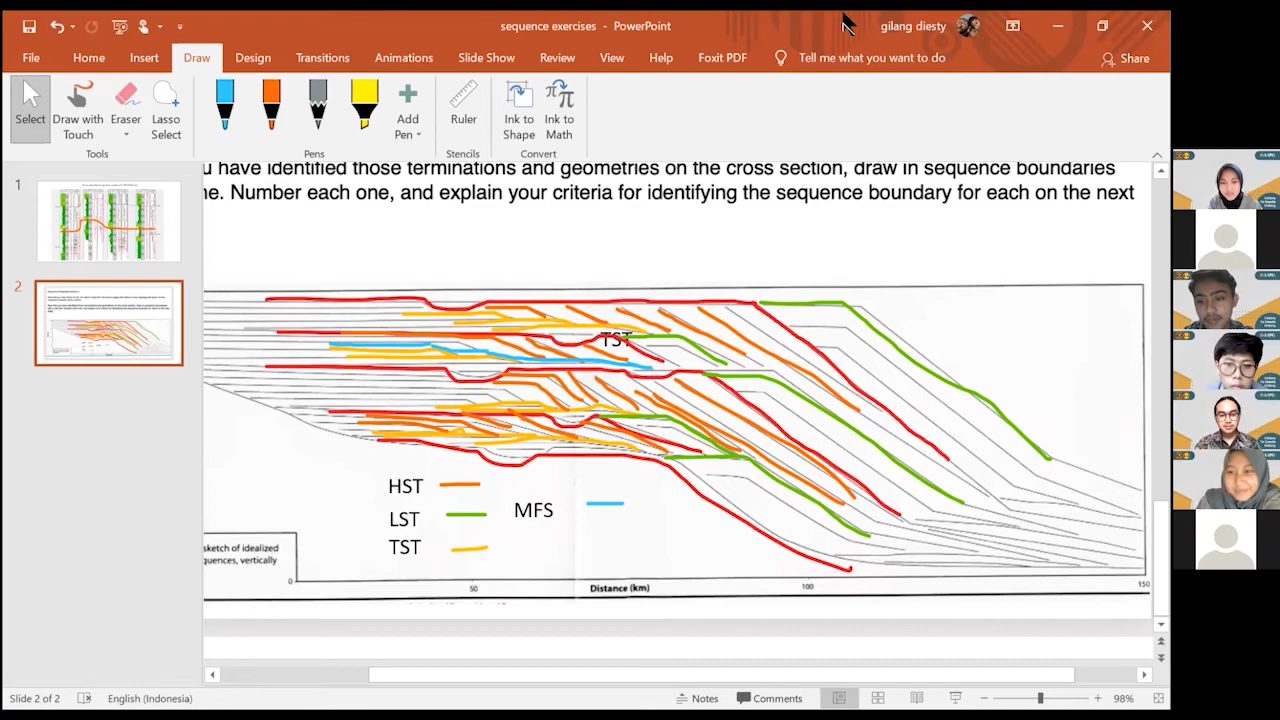 sequence exercises - PowerPoint
gilang diesty
File Home Insert Draw Design Transitions Animations Slide Show Review View Help Foxit PDF Tell me what you want to do Share
Select
Draw with Touch
Eraser
Lasso Select
Add Pen
Ruler
Ink to Shape
Ink to Math
Tools Pens Stencils Convert
1
2
u have identified those terminations and geometries on the cross section, draw in sequence boundaries
ne. Number each one, and explain your criteria for identifying the sequence boundary for each on the next
TST
HST
LST
TST
MFS
sketch of idealized
quences, vertically
0 50 Distance (km) 100 150
Slide 2 of 2 English (Indonesia) Notes Comments 98%